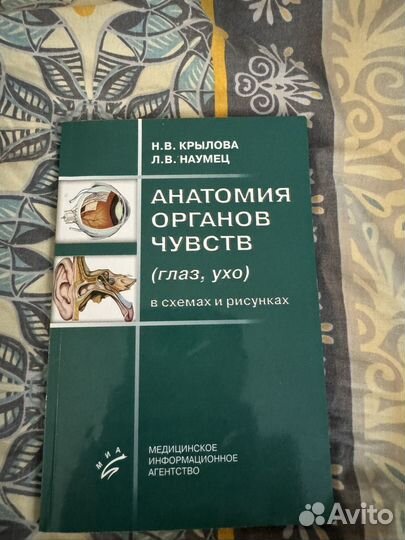 Н.В. КРЫЛОВА
Л.В. НАУМЕЦ
АНАТОМИЯ
ОРГАНОВ
ЧУВСТВ
(глаз, ухо)
в схемах и рисунках
МИА
МЕДИЦИНСКОЕ
ИНФОРМАЦИОННОЕ
АГЕНТСТВО
Avito